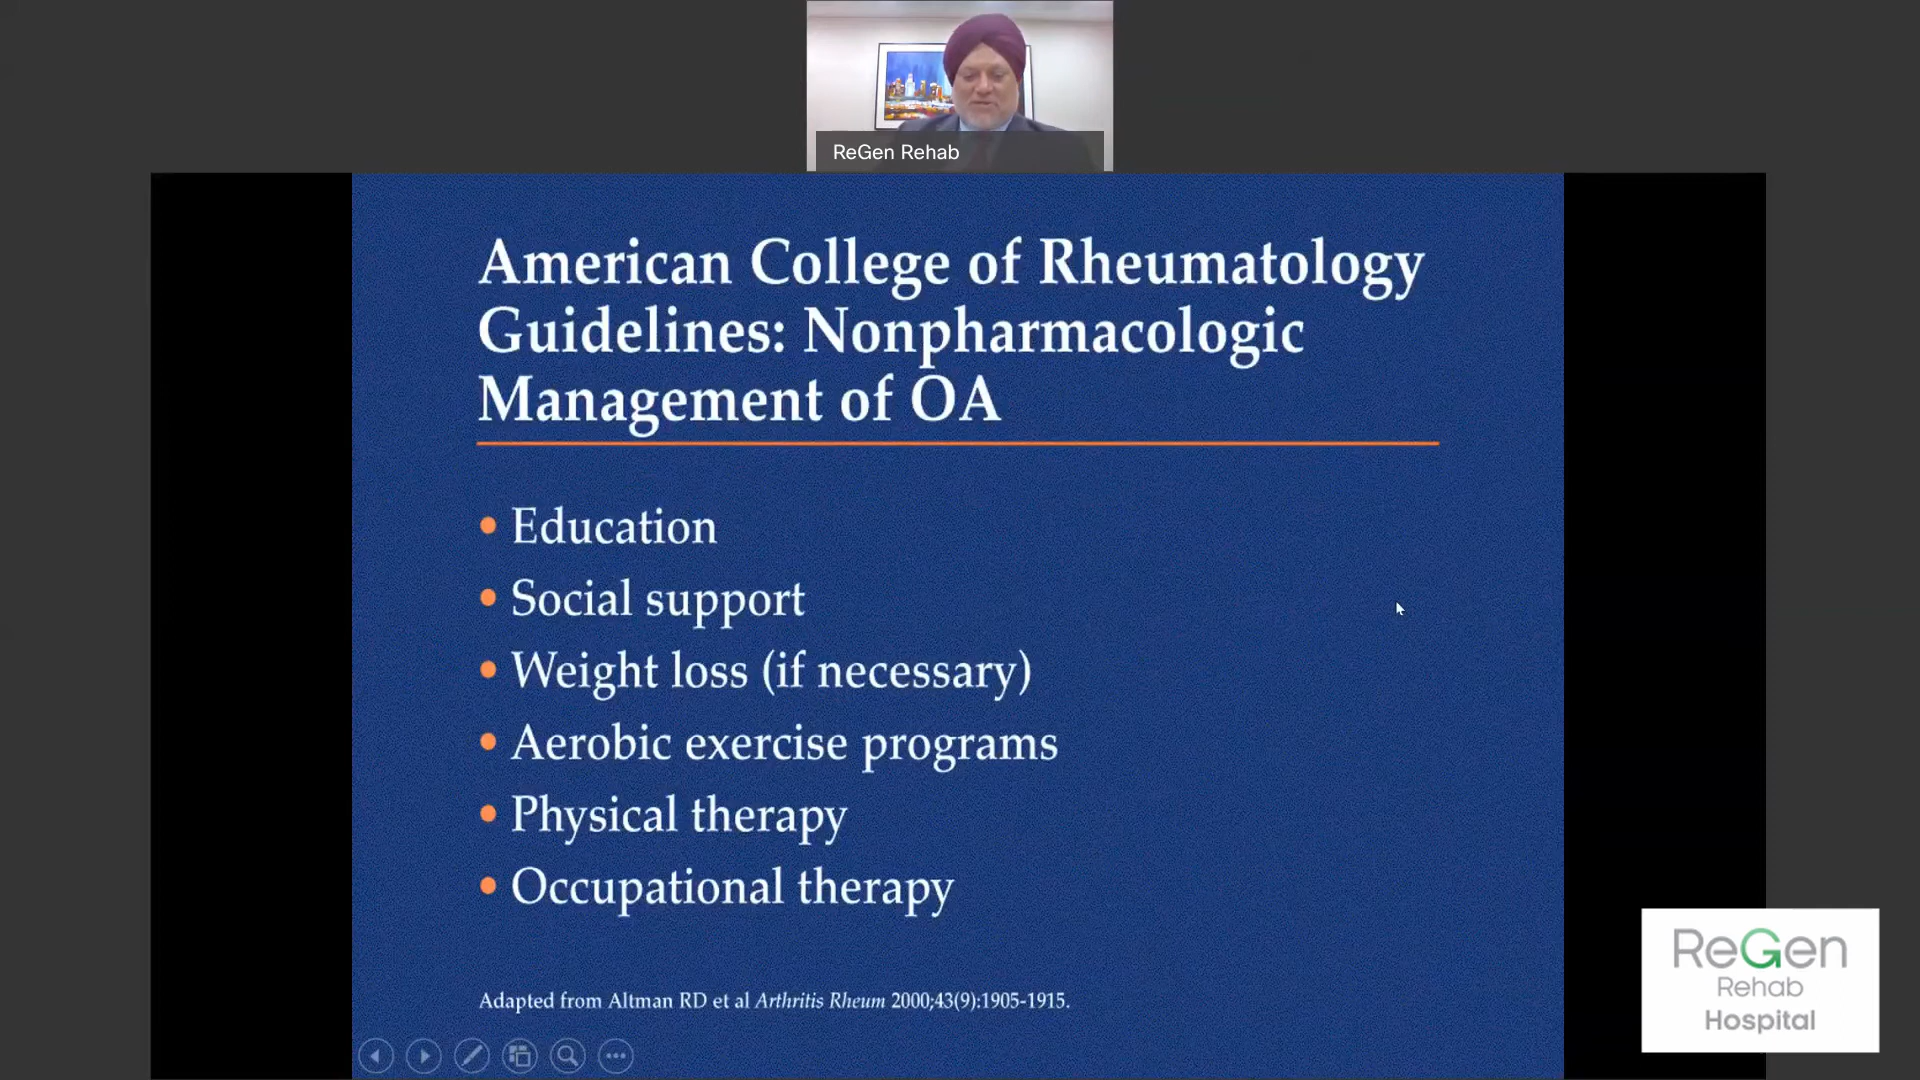 ReGen Rehab
American College of Rheumatology
Guidelines: Nonpharmacologic
Management of OA
• Education
• Social support
• Weight loss (if necessary)
• Aerobic exercise programs
• Physical therapy
• Occupational therapy
Adapted from Altman RD et al Arthritis Rheum 2000;43(9):1905-1915.
ReGen
Rehab
Hospital